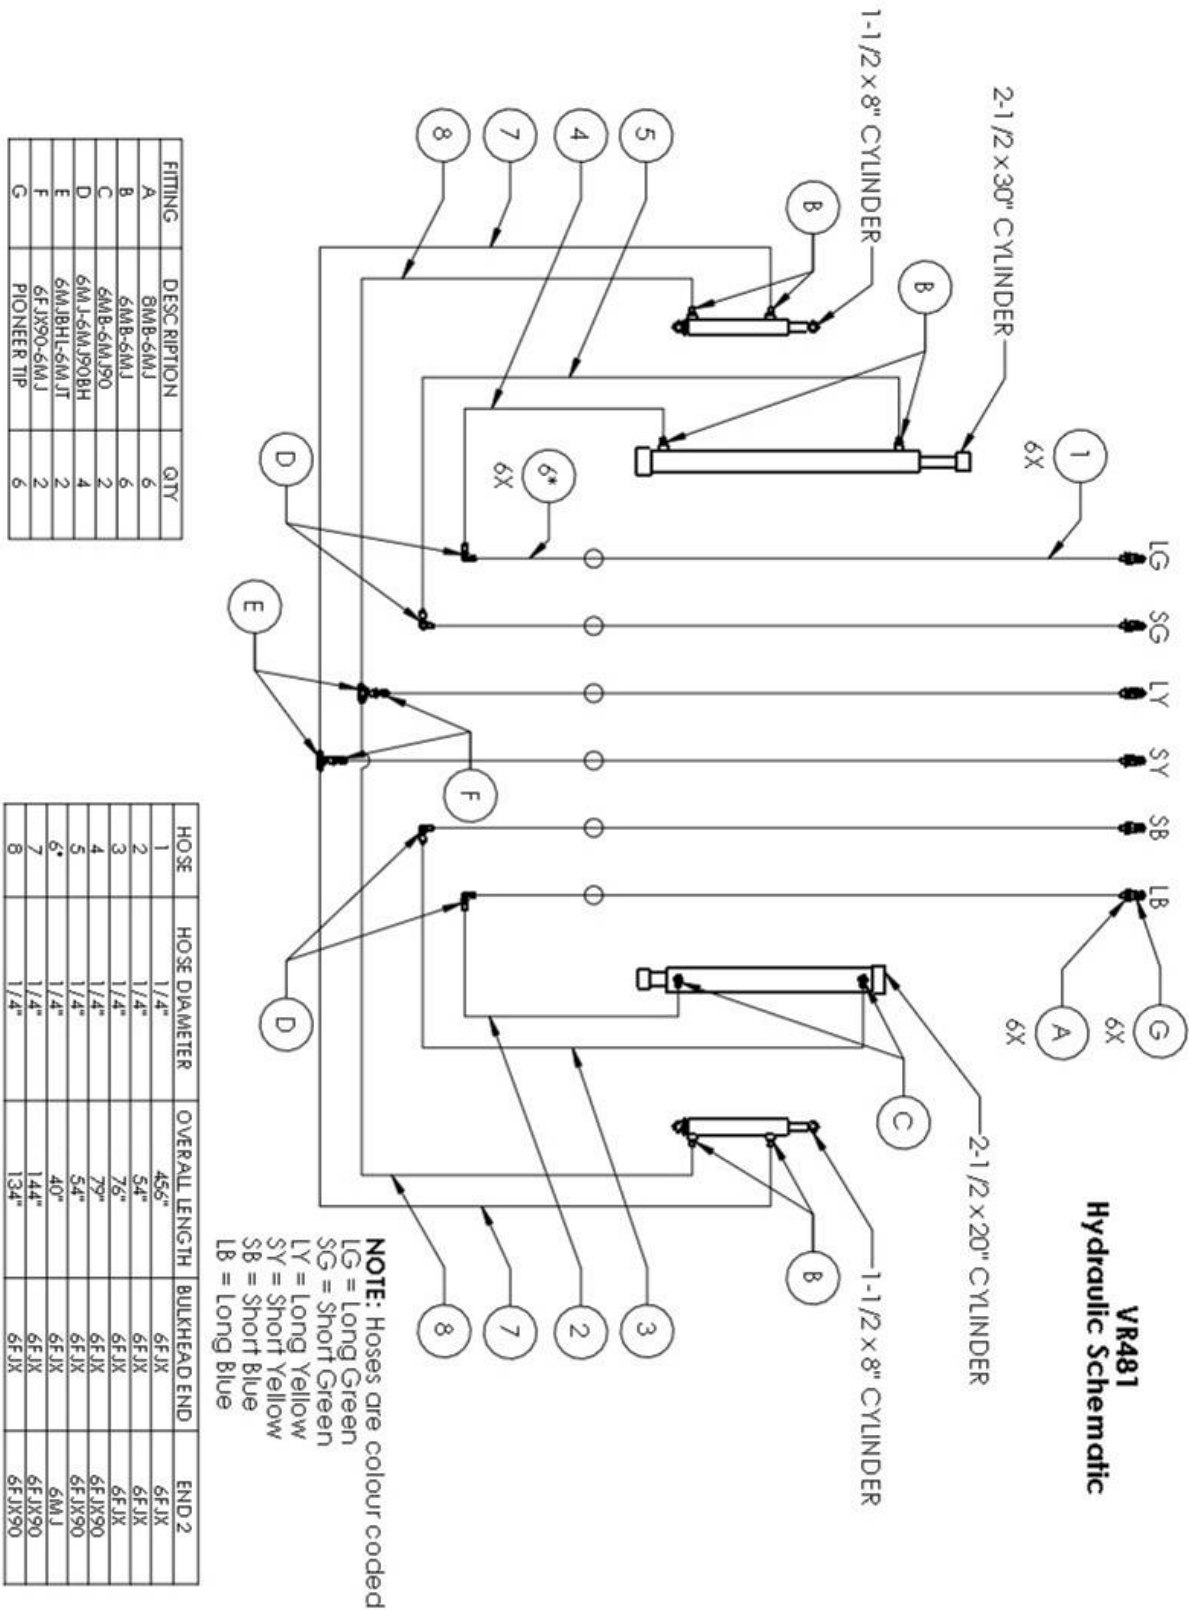 VR481
Hydraulic Schematic
LG
SG
LY
SY
SB
LB
2-1/2 x 30" CYLINDER
1-1/2 x 8" CYLINDER
2-1/2 x 20" CYLINDER
1-1/2 x 8" CYLINDER
1
6X
6*
6X
G
6X
A
6X
B
B
C
B
5
4
7
8
3
2
7
8
D
E
F
D
NOTE: Hoses are colour coded
LG = Long Green
SG = Short Green
LY = Long Yellow
SY = Short Yellow
SB = Short Blue
LB = Long Blue
FITTING DESCRIPTION QTY
A 8MB-6MJ 6
B 6MB-6MJ 6
C 6MB-6MJ90 2
D 6MJ-6MJ90BH 4
E 6MJBHL-6MJT 2
F 6FJX90-6MJ 2
G PIONEER TIP 6
HOSE HOSE DIAMETER OVERALL LENGTH BULKHEAD END END 2
1 1/4" 456" 6FJX 6FJX
2 1/4" 54" 6FJX 6FJX
3 1/4" 76" 6FJX 6FJX
4 1/4" 79" 6FJX 6FJX90
5 1/4" 54" 6FJX 6FJX90
6* 1/4" 40" 6FJX 6MJ
7 1/4" 144" 6FJX 6FJX90
8 1/4" 134" 6FJX 6FJX90